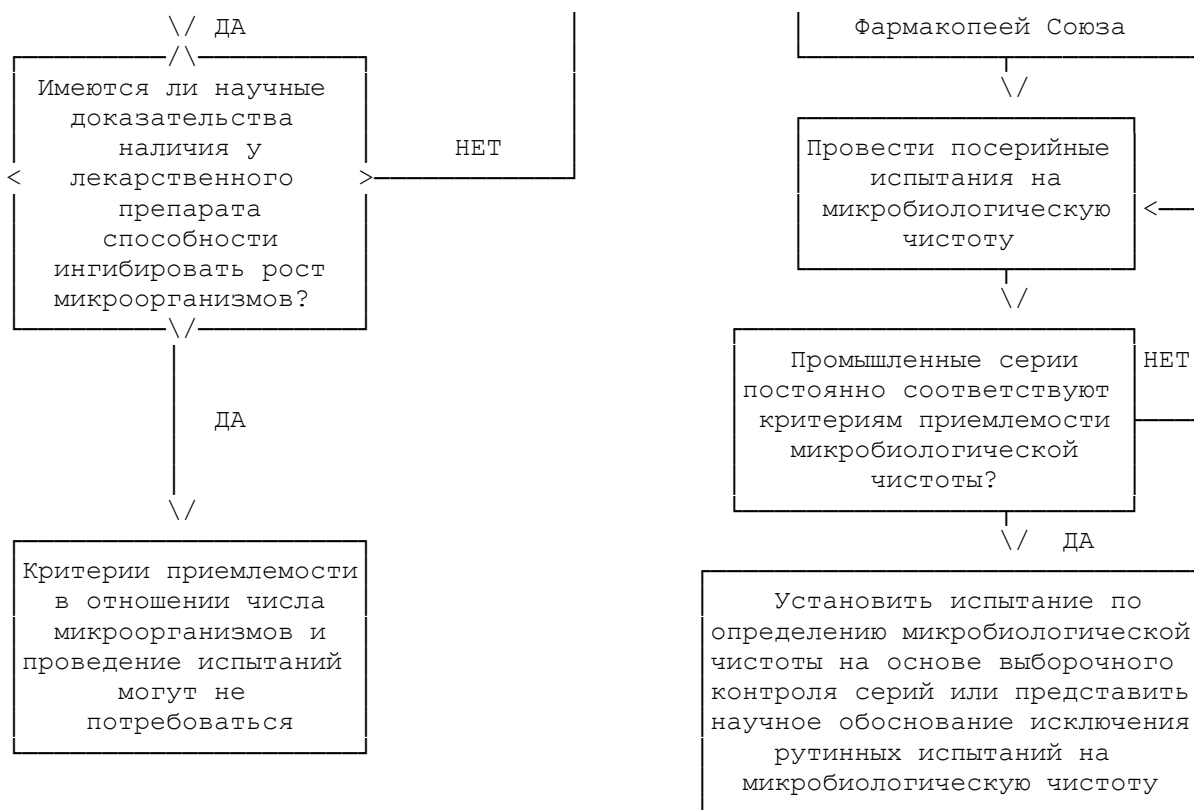 ДА
Имеются ли научные
доказательства
наличия у
лекарственного
препарата
способности
ингибировать рост
микроорганизмов?
НЕТ
ДА
Критерии приемлемости
в отношении числа
микроорганизмов и
проведение испытаний
могут не
потребоваться
Фармакопеей Союза
Провести посерийные
испытания на
микробиологическую
чистоту
Промышленные серии
постоянно соответствуют
критериям приемлемости
микробиологической
чистоты?
НЕТ
ДА
Установить испытание по
определению микробиологической
чистоты на основе выборочного
контроля серий или представить
научное обоснование исключения
рутинных испытаний на
микробиологическую чистоту